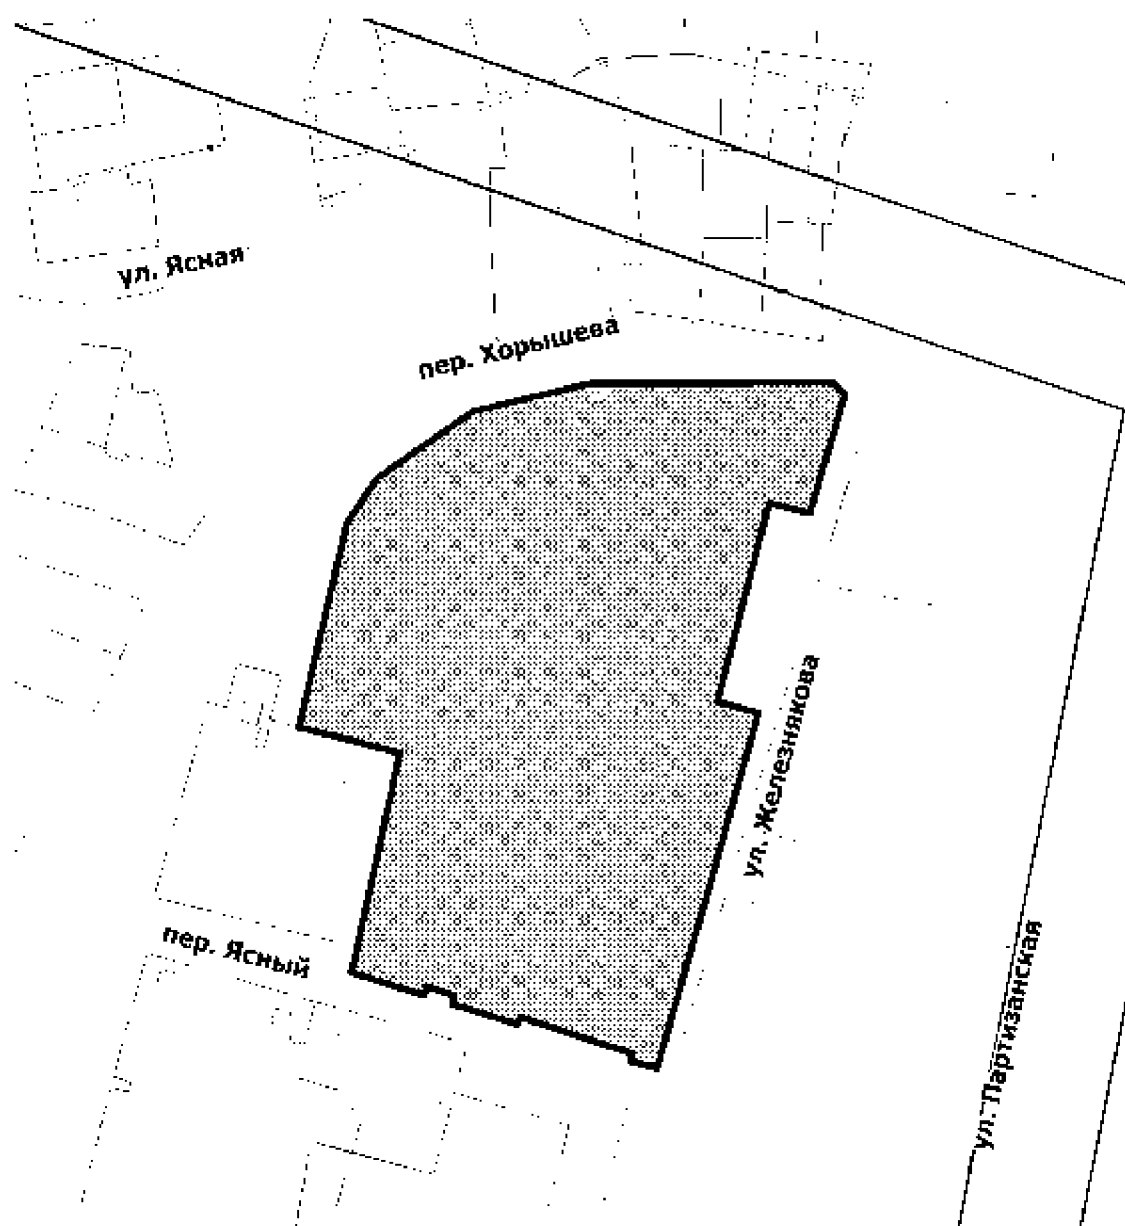 ул. Ясная
пер. Хорышева
ул. Железнякова
пер. Ясный
ул. Партизанская